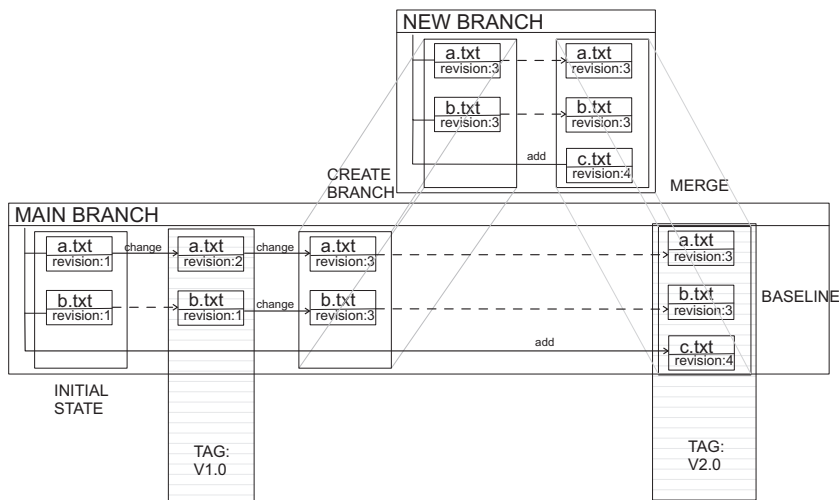 NEW BRANCH
a.txt
revision:3
a.txt
revision:3
b.txt
revision:3
b.txt
revision:3
add
c.txt
revision:4
CREATE
BRANCH
MERGE
MAIN BRANCH
a.txt
revision:1
change
a.txt
revision:2
change
a.txt
revision:3
a.txt
revision:3
b.txt
revision:1
b.txt
revision:1
change
b.txt
revision:3
b.txt
revision:3
BASELINE
add
c.txt
revision:4
INITIAL
STATE
TAG:
V1.0
TAG:
V2.0